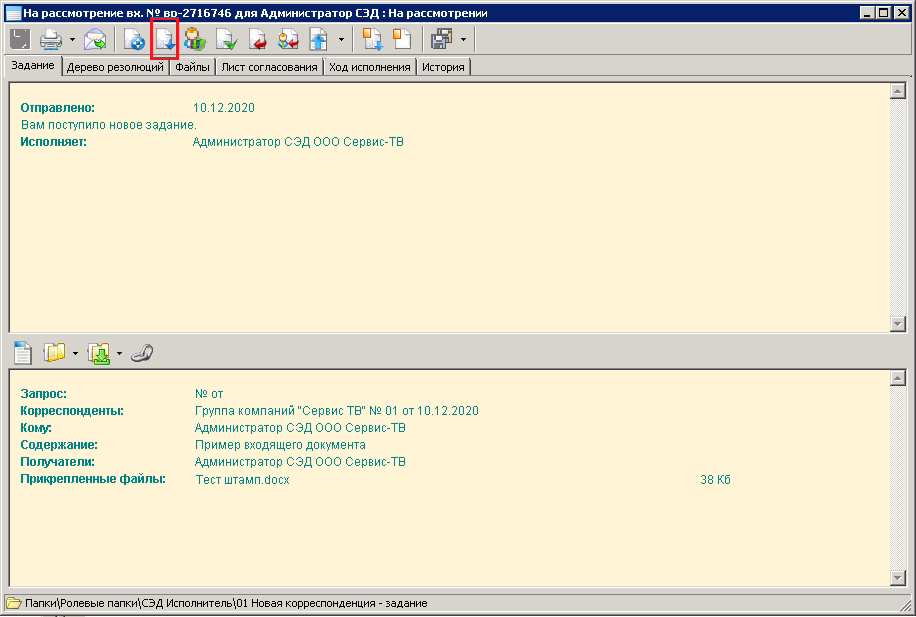 На рассмотрение вх. № вр-2716746 для Администратор СЭД : На рассмотрении
Задание Дерево резолюций Файлы Лист согласования Ход исполнения История
Отправлено: 10.12.2020
Вам поступило новое задание.
Исполняет: Администратор СЭД ООО Сервис-ТВ
Запрос: № от
Корреспонденты: Группа компаний "Сервис ТВ" № 01 от 10.12.2020
Кому: Администратор СЭД ООО Сервис-ТВ
Содержание: Пример входящего документа
Получатели: Администратор СЭД ООО Сервис-ТВ
Прикрепленные файлы: Тест штамп.docx 38 Кб
Папки\Ролевые папки\СЭД Исполнитель\01 Новая корреспонденция - задание